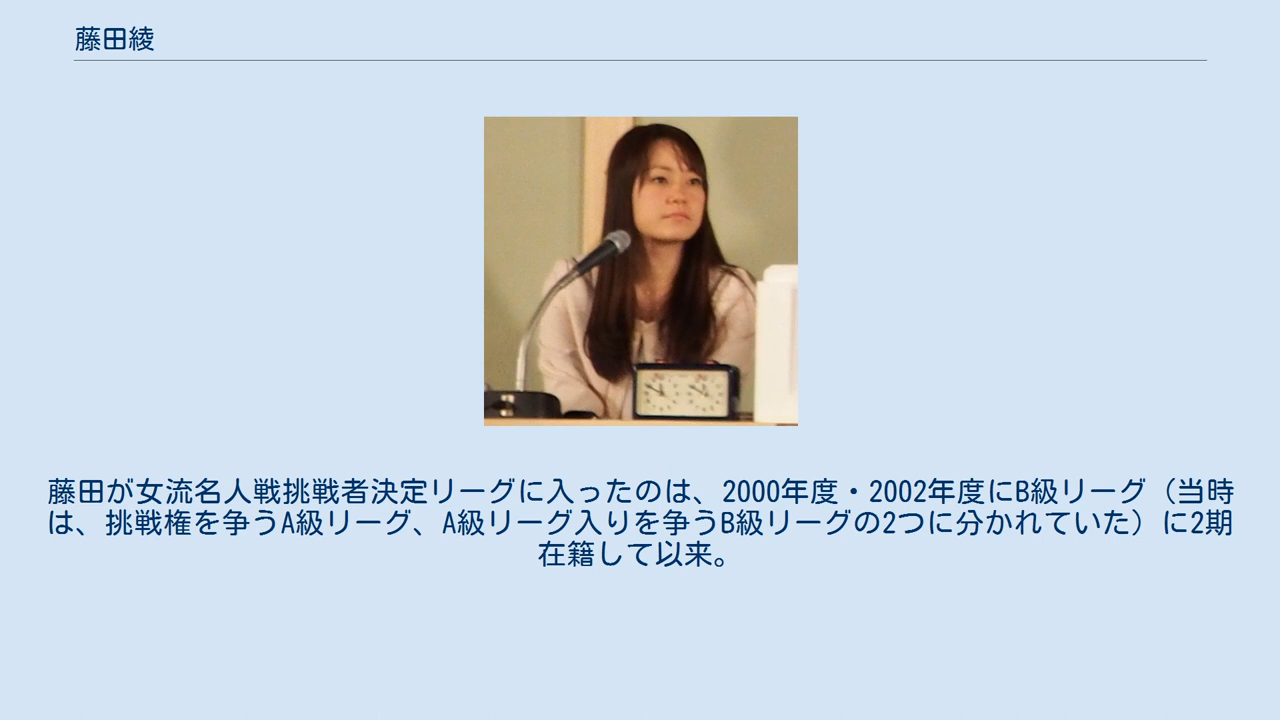 藤田綾
藤田が女流名人戦挑戦者決定リーグに入ったのは、2000年度・2002年度にB級リーグ（当時
は、挑戦権を争うA級リーグ、A級リーグ入りを争うB級リーグの2つに分かれていた）に2期
在籍して以来。